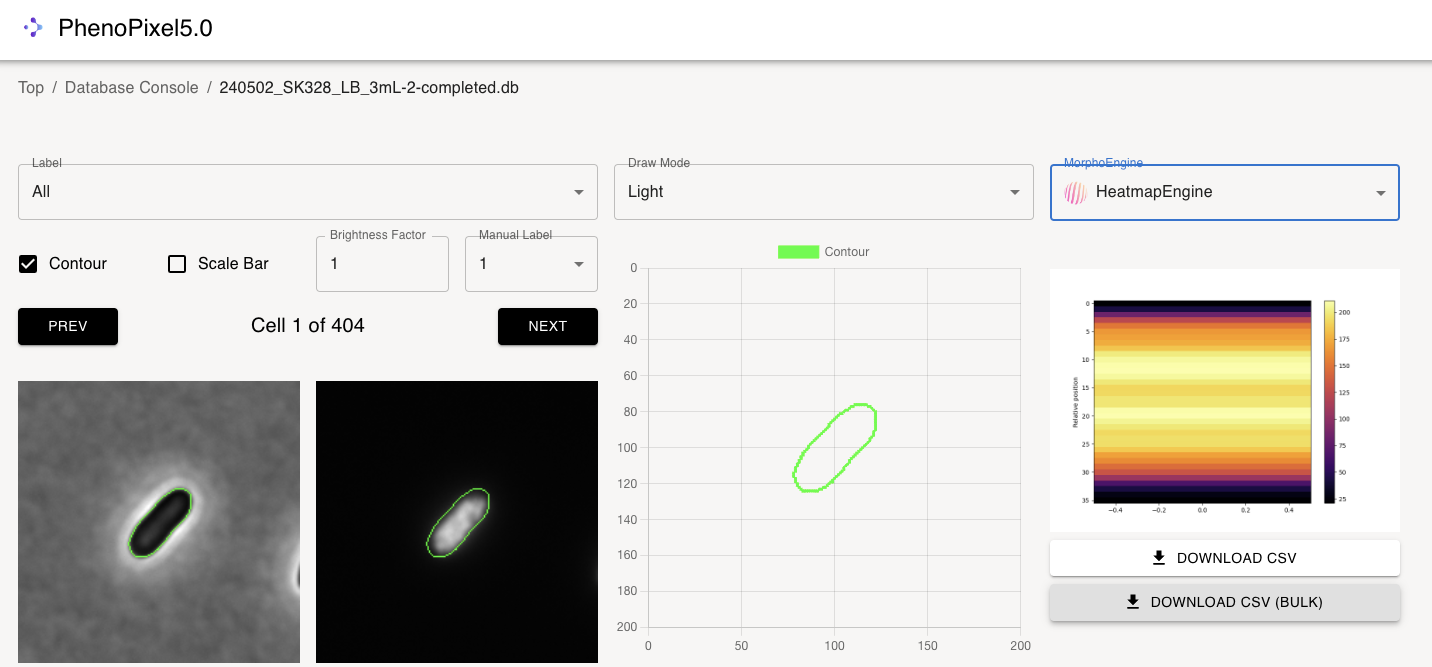 PhenoPixel5.0
Top / Database Console / 240502_SK328_LB_3mL-2-completed.db
Label
All
Draw Mode
Light
MorphoEngine
HeatmapEngine
Contour
Scale Bar
Brightness Factor
1
Manual Label
1
PREV
Cell 1 of 404
NEXT
Contour
0
20
40
60
80
100
120
140
160
180
200
0 50 100 150 200
Relative position
0
5
10
15
20
25
30
35
−0.4 −0.2 0.0 0.2 0.4
200
175
150
125
100
75
50
25
DOWNLOAD CSV
DOWNLOAD CSV (BULK)